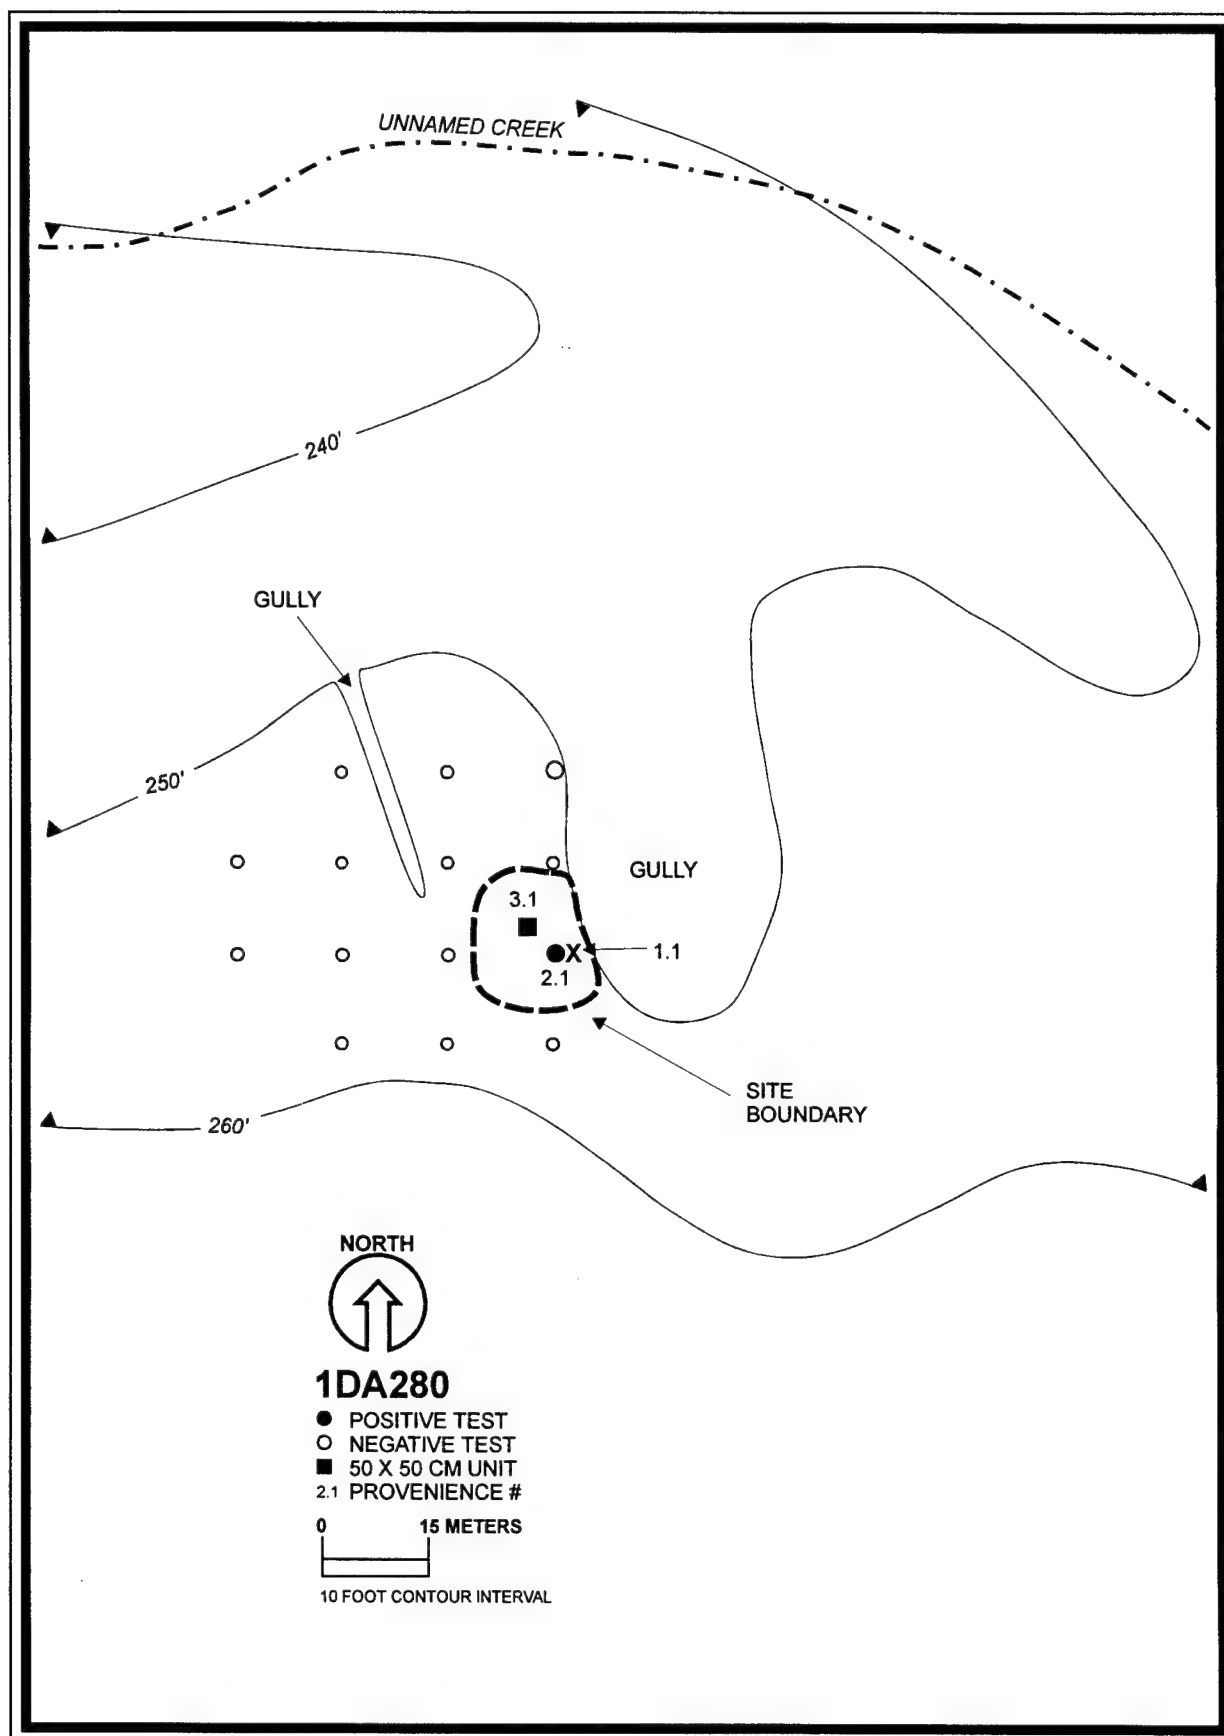 UNNAMED CREEK
240'
GULLY
250'
GULLY
3.1
X
1.1
2.1
SITE
BOUNDARY
260'
NORTH
1DA280
POSITIVE TEST
NEGATIVE TEST
50 X 50 CM UNIT
2.1 PROVENIENCE #
0 15 METERS
10 FOOT CONTOUR INTERVAL